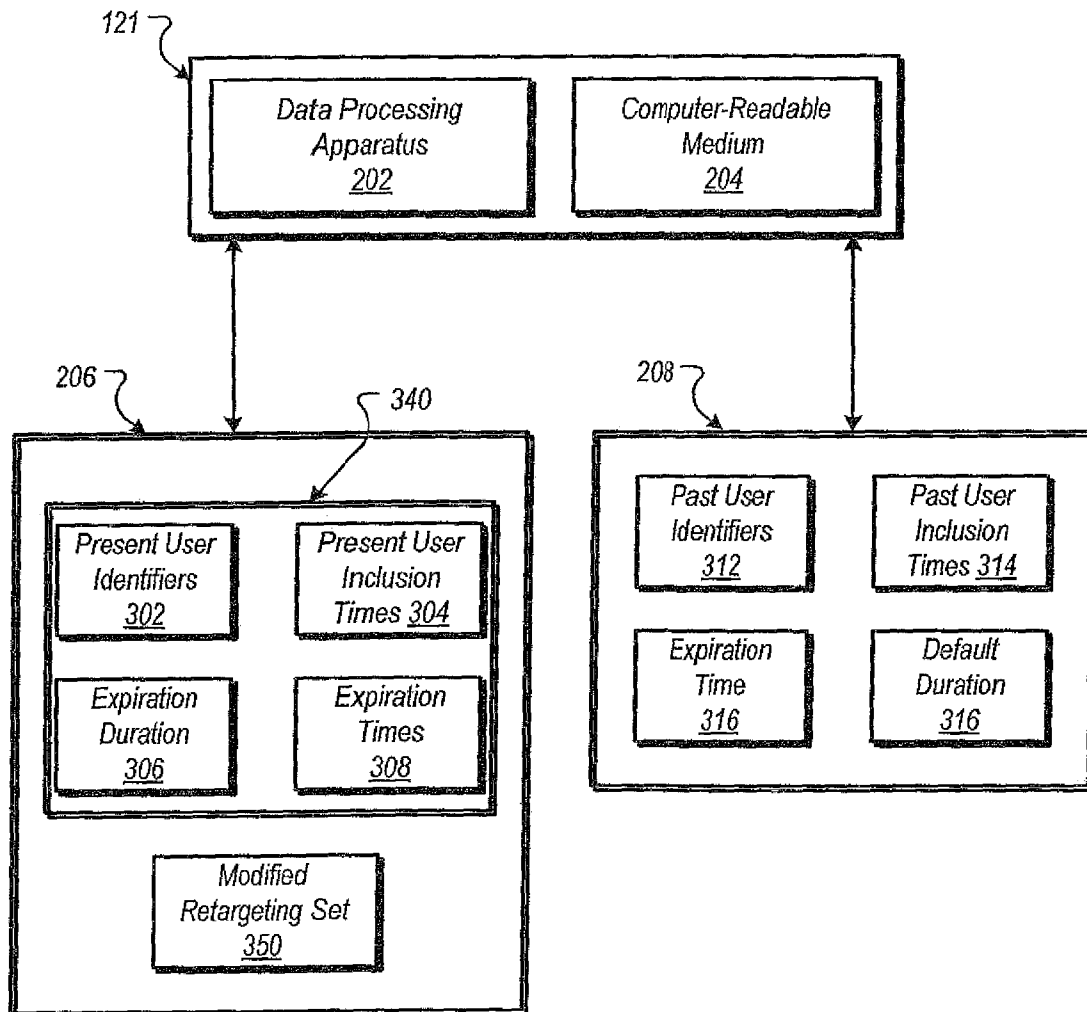 121
Data Processing
Apparatus
202
Computer-Readable
Medium
204
206
340
208
Present User
Identifiers
302
Present User
Inclusion
Times 304
Expiration
Duration
306
Expiration
Times
308
Modified
Retargeting Set
350
Past User
Identifiers
312
Past User
Inclusion
Times 314
Expiration
Time
316
Default
Duration
316